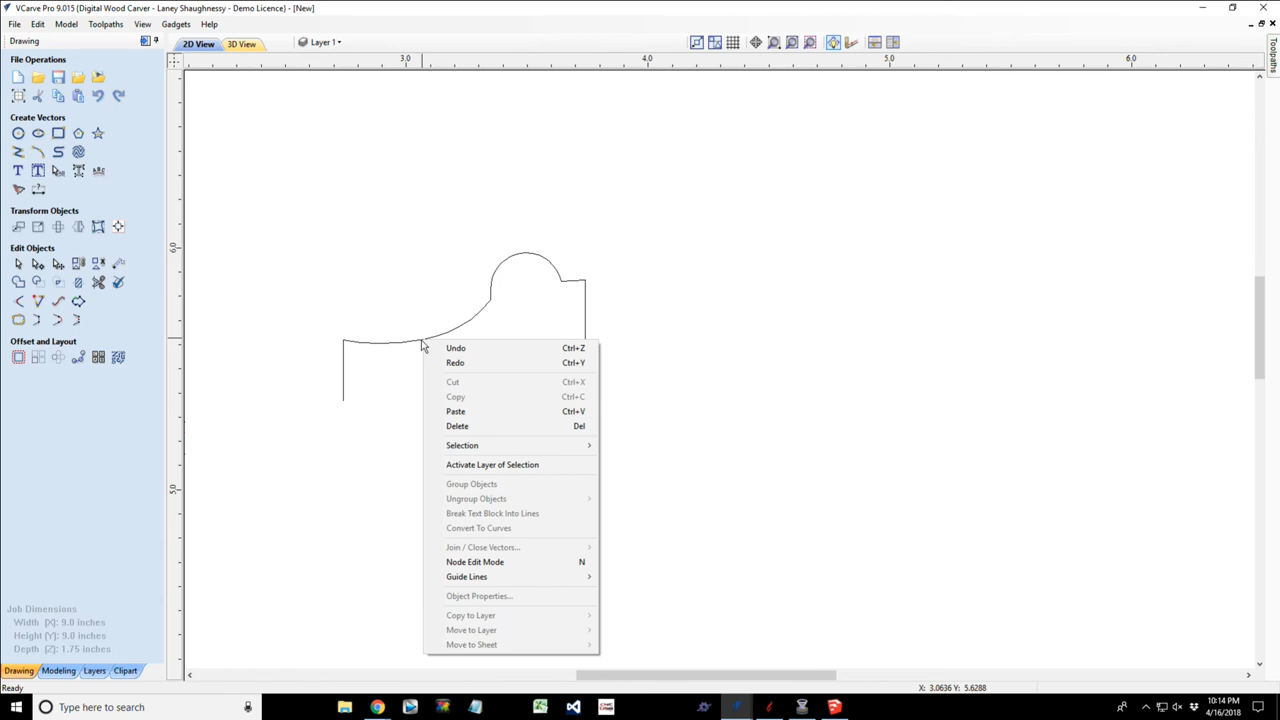 VCarve Pro 9.015 {Digital Wood Carver - Laney Shaughnessy - Demo Licence} - [New]
File Edit Model Toolpaths View Gadgets Help
Drawing
2D View 3D View Layer 1
Toolpaths
3.0 4.0 5.0 6.0
File Operations
Create Vectors
Transform Objects
6.0
Edit Objects
Offset and Layout
5.0
Undo Ctrl+Z
Redo Ctrl+Y
Cut Ctrl+X
Copy Ctrl+C
Paste Ctrl+V
Delete Del
Selection
Activate Layer of Selection
Group Objects
Ungroup Objects
Break Text Block Into Lines
Convert To Curves
Join / Close Vectors...
Node Edit Mode N
Guide Lines
Object Properties...
Copy to Layer
Move to Layer
Move to Sheet
Job Dimensions
Width (X): 9.0 inches
Height (Y): 9.0 inches
Depth (Z): 1.75 inches
Drawing Modeling Layers Clipart
Ready
X: 3.0636 Y: 5.6288
Type here to search
10:14 PM
4/16/2018